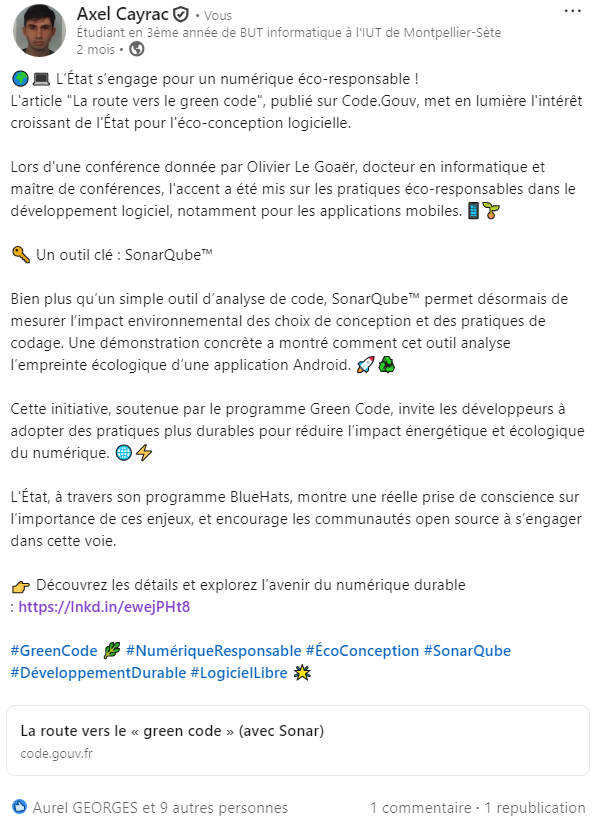 Axel Cayrac • Vous
Étudiant en 3ème année de BUT informatique à l'IUT de Montpellier-Sète
2 mois •
L’État s’engage pour un numérique éco-responsable !
L'article "La route vers le green code", publié sur Code.Gouv, met en lumière l'intérêt
croissant de l'État pour l'éco-conception logicielle.
Lors d'une conférence donnée par Olivier Le Goaër, docteur en informatique et
maître de conférences, l'accent a été mis sur les pratiques éco-responsables dans le
développement logiciel, notamment pour les applications mobiles.
Un outil clé : SonarQube™
Bien plus qu’un simple outil d’analyse de code, SonarQube™ permet désormais de
mesurer l’impact environnemental des choix de conception et des pratiques de
codage. Une démonstration concrète a montré comment cet outil analyse
l’empreinte écologique d’une application Android.
Cette initiative, soutenue par le programme Green Code, invite les développeurs à
adopter des pratiques plus durables pour réduire l’impact énergétique et écologique
du numérique.
L'État, à travers son programme BlueHats, montre une réelle prise de conscience sur
l’importance de ces enjeux, et encourage les communautés open source à s’engager
dans cette voie.
Découvrez les détails et explorez l’avenir du numérique durable
: https://lnkd.in/ewejPHt8
#GreenCode #NumériqueResponsable #ÉcoConception #SonarQube
#DéveloppementDurable #LogicielLibre
La route vers le « green code » (avec Sonar)
code.gouv.fr
Aurel GEORGES et 9 autres personnes
1 commentaire • 1 republication